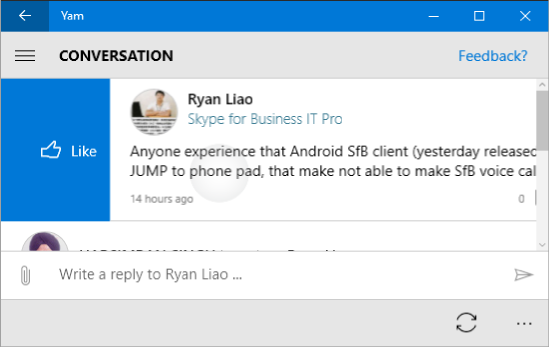 Yam
CONVERSATION
Feedback?
Like
Ryan Liao
Skype for Business IT Pro
Anyone experience that Android SfB client (yesterday released
JUMP to phone pad, that make not able to make SfB voice cal
14 hours ago
0
Write a reply to Ryan Liao ...